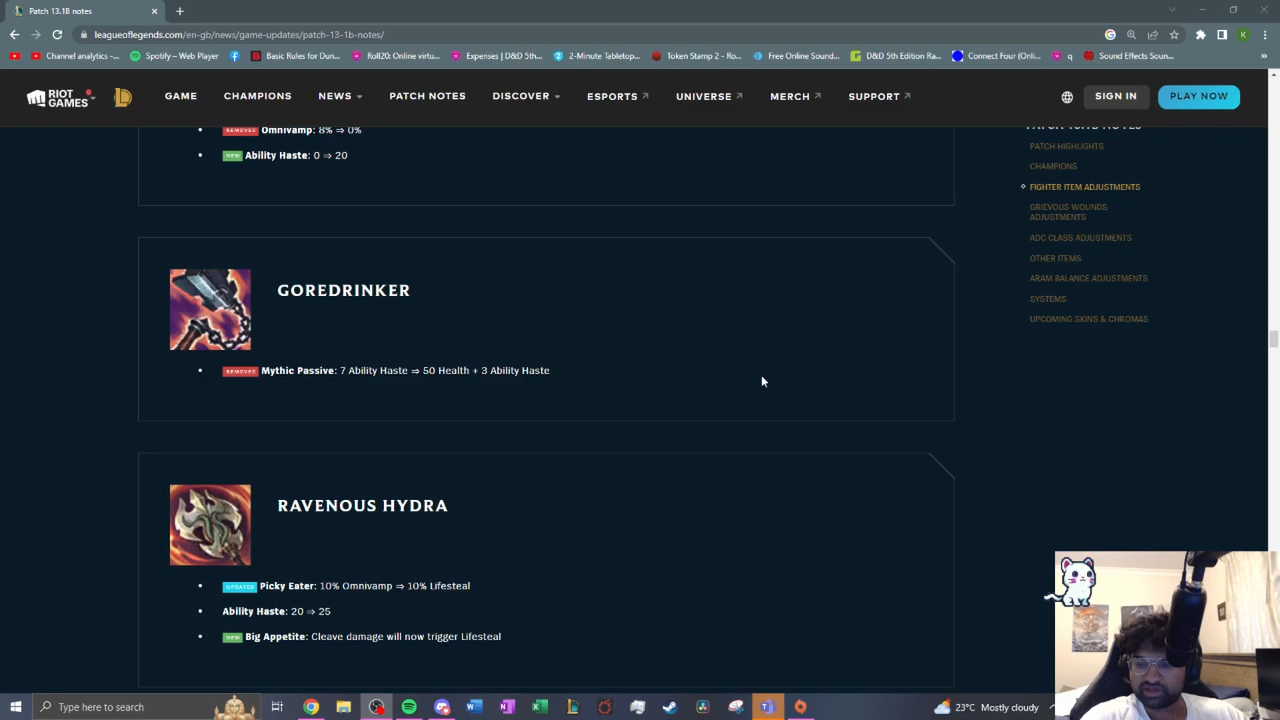 Patch 13.1B notes
leagueoflegends.com/en-gb/news/game-updates/patch-13-1b-notes/
K
Channel analytics -...
Spotify – Web Player
Basic Rules for Dun...
Roll20: Online virtu...
Expenses | D&D 5th...
2-Minute Tabletop...
Token Stamp 2 - Ro...
Free Online Sound...
D&D 5th Edition Ra...
Connect Four (Onli...
q
Sound Effects Soun...
RIOT GAMES
GAME
CHAMPIONS
NEWS
PATCH NOTES
DISCOVER
ESPORTS
UNIVERSE
MERCH
SUPPORT
SIGN IN
PLAY NOW
REMOVED Omnivamp: 8% ⇒ 0%
NEW Ability Haste: 0 ⇒ 20
PATCH 13.1B NOTES
PATCH HIGHLIGHTS
CHAMPIONS
FIGHTER ITEM ADJUSTMENTS
GRIEVOUS WOUNDS
ADJUSTMENTS
ADC CLASS ADJUSTMENTS
OTHER ITEMS
ARAM BALANCE ADJUSTMENTS
SYSTEMS
UPCOMING SKINS & CHROMAS
GOREDRINKER
REMOVED Mythic Passive: 7 Ability Haste ⇒ 50 Health + 3 Ability Haste
RAVENOUS HYDRA
UPDATED Picky Eater: 10% Omnivamp ⇒ 10% Lifesteal
Ability Haste: 20 ⇒ 25
NEW Big Appetite: Cleave damage will now trigger Lifesteal
Type here to search
23°C Mostly cloudy